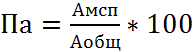 Па = Амсп / Аобщ * 100